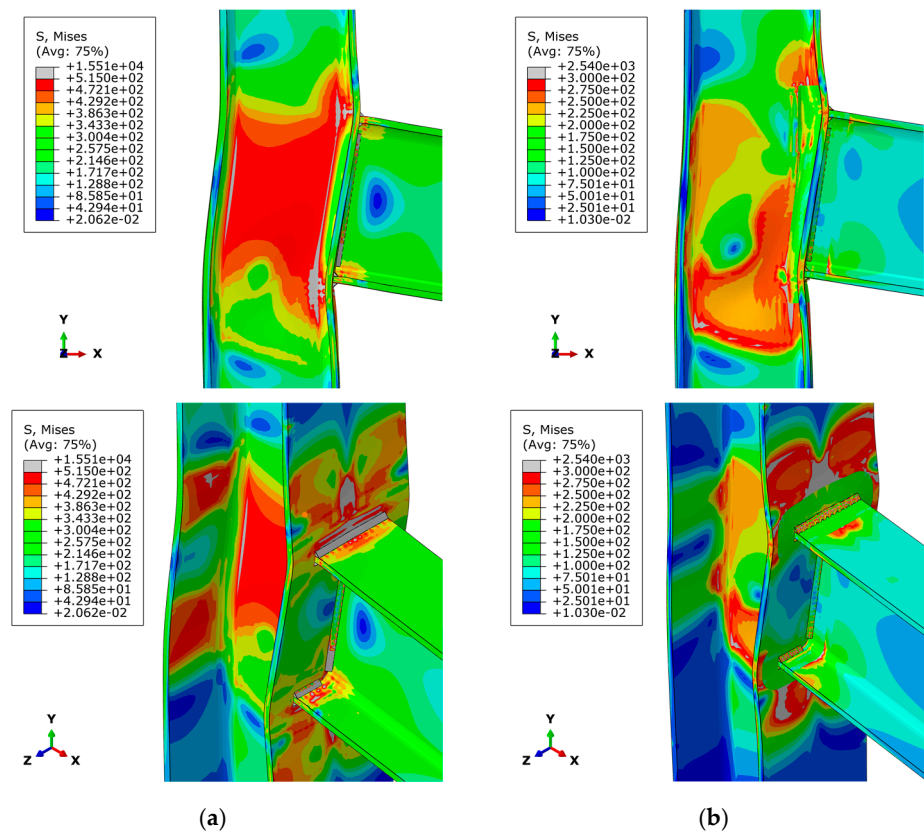 S, Mises
(Avg: 75%)
+1.551e+04
+5.150e+02
+4.721e+02
+4.292e+02
+3.863e+02
+3.433e+02
+3.004e+02
+2.575e+02
+2.146e+02
+1.717e+02
+1.288e+02
+8.585e+01
+4.294e+01
+2.062e-02
Y
Z
X
S, Mises
(Avg: 75%)
+2.540e+03
+3.000e+02
+2.750e+02
+2.500e+02
+2.250e+02
+2.000e+02
+1.750e+02
+1.500e+02
+1.250e+02
+1.000e+02
+7.501e+01
+5.001e+01
+2.501e+01
+1.030e-02
Y
Z
X
S, Mises
(Avg: 75%)
+1.551e+04
+5.150e+02
+4.721e+02
+4.292e+02
+3.863e+02
+3.433e+02
+3.004e+02
+2.575e+02
+2.146e+02
+1.717e+02
+1.288e+02
+8.585e+01
+4.294e+01
+2.062e-02
Y
Z
X
S, Mises
(Avg: 75%)
+2.540e+03
+3.000e+02
+2.750e+02
+2.500e+02
+2.250e+02
+2.000e+02
+1.750e+02
+1.500e+02
+1.250e+02
+1.000e+02
+7.501e+01
+5.001e+01
+2.501e+01
+1.030e-02
Y
Z
X
(a)
(b)